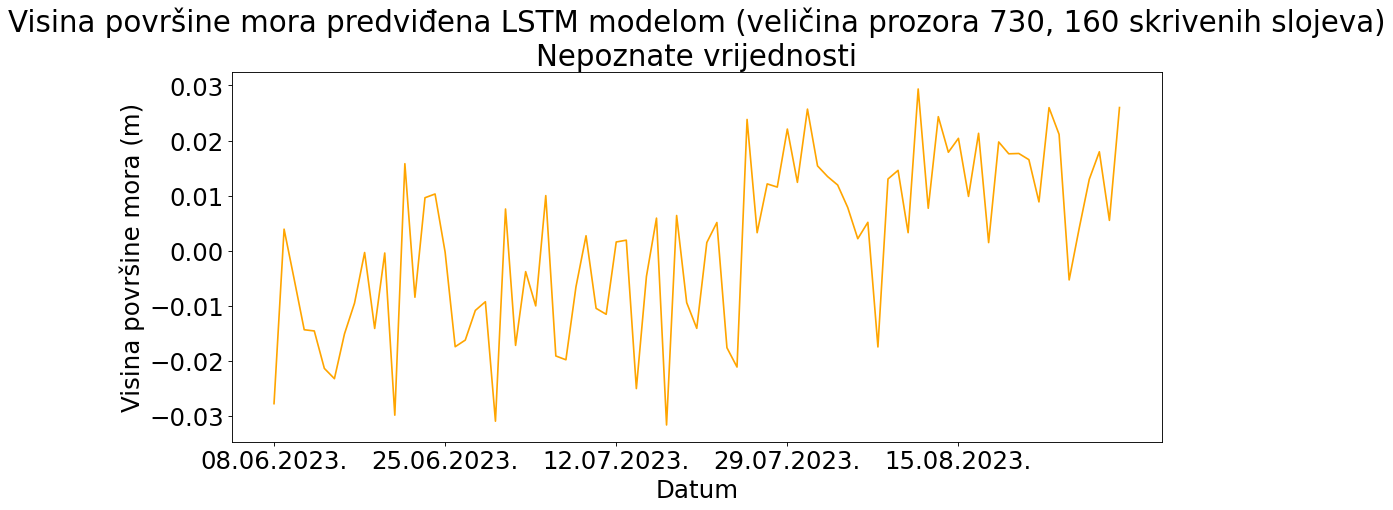 Visina površine mora predviđena LSTM modelom (veličina prozora 730, 160 skrivenih slojeva)
Nepoznate vrijednosti
Visina površine mora (m)
0.03
0.02
0.01
0.00
−0.01
−0.02
−0.03
08.06.2023. 25.06.2023. 12.07.2023. 29.07.2023. 15.08.2023.
Datum